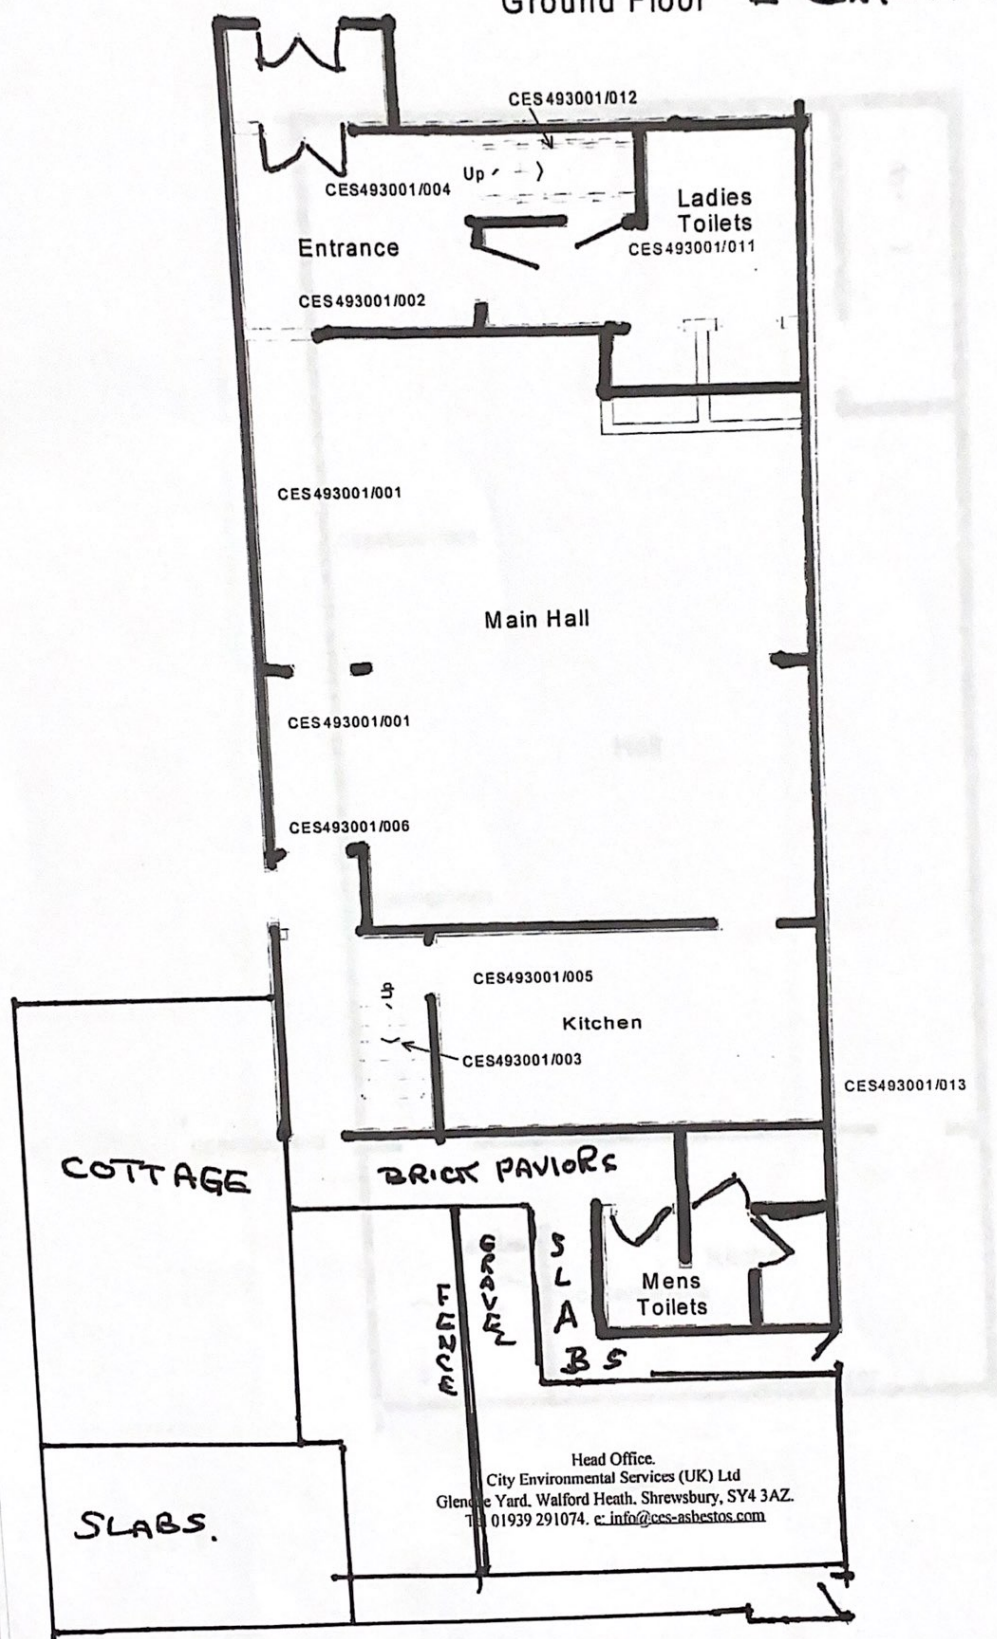 Ground Floor
CES493001/012
Up
CES493001/004
Ladies
Toilets
CES493001/011
Entrance
CES493001/002
CES493001/001
Main Hall
CES493001/001
CES493001/006
CES493001/005
Up
Kitchen
CES493001/003
CES493001/013
COTTAGE
BRICK PAVIORS
SLABS
GRAVEL
FENCE
Mens
Toilets
Head Office.
City Environmental Services (UK) Ltd
Yard. Walford Heath. Shrewsbury, SY4 3AZ.
01939 291074. e: info@ces-asbestos.com
SLABS.